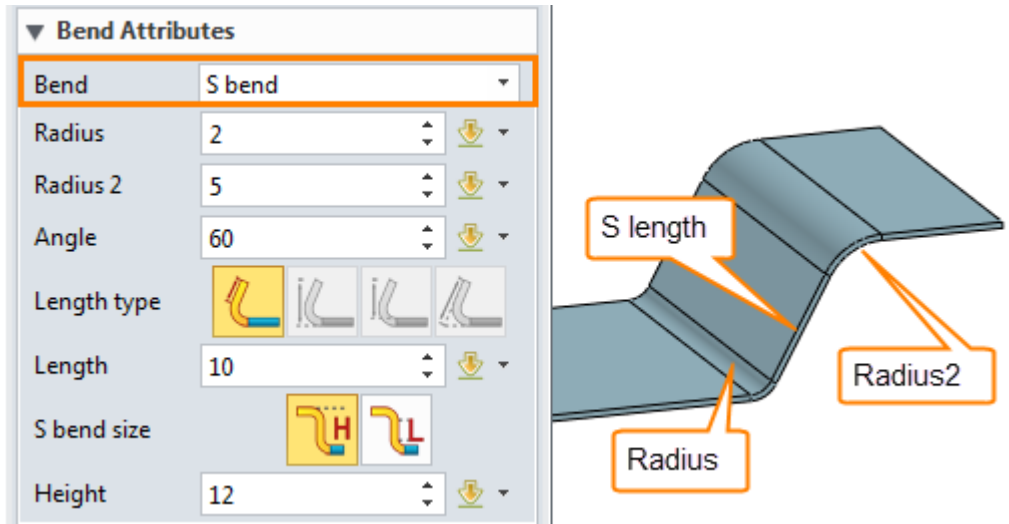 Bend Attributes
Bend S bend
Radius 2
Radius 2 5
Angle 60
Length type
Length 10
S bend size H L
Height 12
S length
Radius2
Radius